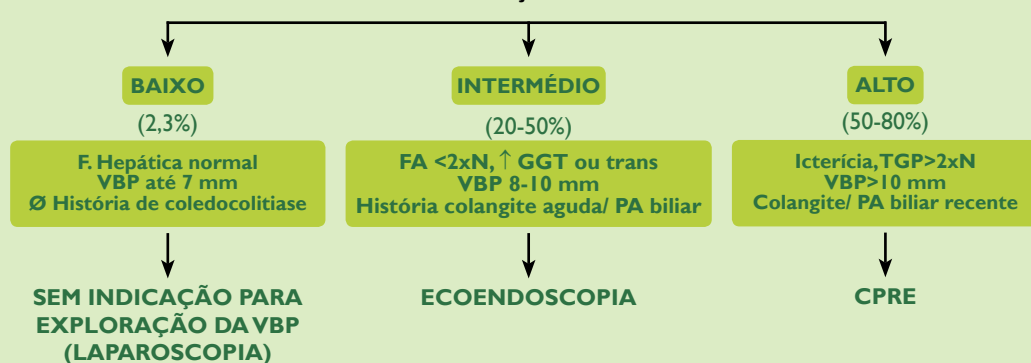 BAIXO
(2,3%)
F. Hepática normal
VBP até 7 mm
Ø História de coledocolitiase
SEM INDICAÇÃO PARA
EXPLORAÇÃO DA VBP
(LAPAROSCOPIA)
INTERMÉDIO
(20-50%)
FA <2xN, ↑ GGT ou trans
VBP 8-10 mm
História colangite aguda/ PA biliar
ECOENDOSCOPIA
ALTO
(50-80%)
Icterícia, TGP>2xN
VBP>10 mm
Colangite/ PA biliar recente
CPRE